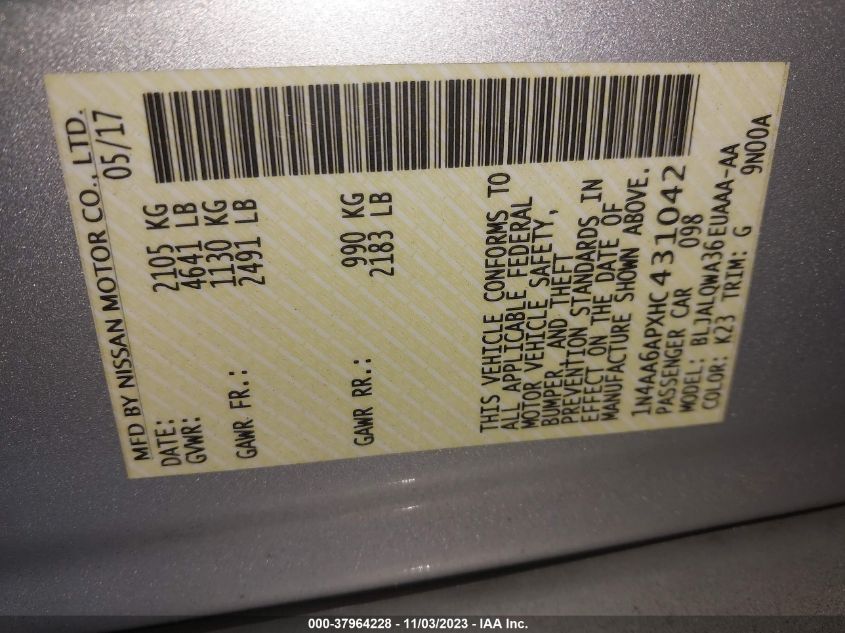 MFD BY NISSAN MOTOR CO., LTD.
DATE: 05/17
GVWR: 2105 KG
4641 LB
GAWR FR.: 1130 KG
2491 LB
GAWR RR.: 990 KG
2183 LB
THIS VEHICLE CONFORMS TO
ALL APPLICABLE FEDERAL
MOTOR VEHICLE SAFETY,
BUMPER, AND THEFT
PREVENTION STANDARDS IN
EFFECT ON THE DATE OF
MANUFACTURE SHOWN ABOVE.
1N4AA6APXHC431042
PASSENGER CAR 098
MODEL: BLJALQWA36EUAAA-AA
COLOR: K23 TRIM: G 9N00A
000-37964228 - 11/03/2023 - IAA Inc.